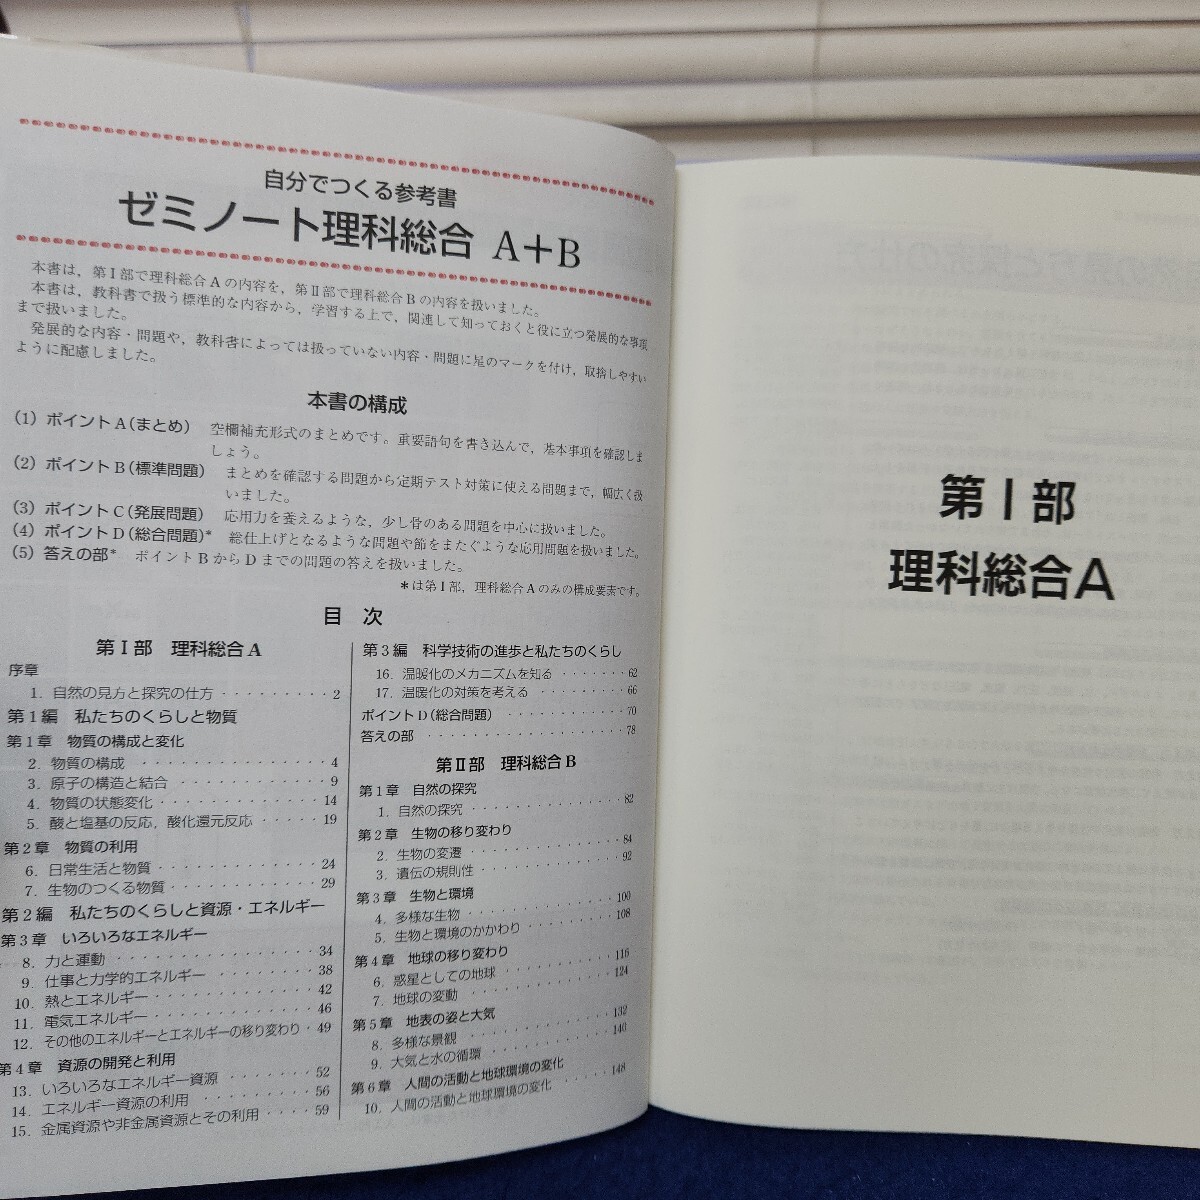 自分でつくる参考書
ゼミノート理科総合 A+B
本書は，第Ⅰ部で理科総合Aの内容を，第Ⅱ部で理科総合Bの内容を扱いました。
本書は，教科書で扱う標準的な内容から，学習する上で，関連して知っておくと役に立つ発展的な事項
まで扱いました。
発展的な内容・問題や，教科書によっては扱っていない内容・問題に足のマークを付け，取捨しやすい
ように配慮しました。
本書の構成
(1) ポイントA(まとめ) 空欄補充形式のまとめです。重要語句を書き込んで，基本事項を確認しま
しょう。
(2) ポイントB(標準問題) まとめを確認する問題から定期テスト対策に使える問題まで，幅広く扱
いました。
(3) ポイントC(発展問題) 応用力を養えるような，少し骨のある問題を中心に扱いました。
(4) ポイントD(総合問題)* 総仕上げとなるような問題や節をまたぐような応用問題を扱いました。
(5) 答えの部* ポイントBからDまでの問題の答えを扱いました。
*は第Ⅰ部，理科総合Aのみの構成要素です。
目 次
第Ⅰ部 理科総合A
序章
1. 自然の見方と探究の仕方 ········· 2
第1編 私たちのくらしと物質
第1章 物質の構成と変化
2. 物質の構成 ··············· 4
3. 原子の構造と結合 ············ 9
4. 物質の状態変化 ············· 14
5. 酸と塩基の反応，酸化還元反応 ····· 19
第2章 物質の利用
6. 日常生活と物質 ············· 24
7. 生物のつくる物質 ············ 29
第2編 私たちのくらしと資源・エネルギー
第3章 いろいろなエネルギー
8. 力と運動 ················ 34
9. 仕事と力学的エネルギー ········ 38
10. 熱とエネルギー ············· 42
11. 電気エネルギー ············· 46
12. その他のエネルギーとエネルギーの移り変わり · 49
第4章 資源の開発と利用
13. いろいろなエネルギー資源 ······· 52
14. エネルギー資源の利用 ········· 56
15. 金属資源や非金属資源とその利用 ···· 59
第3編 科学技術の進歩と私たちのくらし
16. 温暖化のメカニズムを知る ······· 62
17. 温暖化の対策を考える ········· 66
ポイントD(総合問題) ············ 70
答えの部 ·················· 78
第Ⅱ部 理科総合B
第1章 自然の探究
1. 自然の探究 ··············· 82
第2章 生物の移り変わり
2. 生物の変遷 ··············· 84
3. 遺伝の規則性 ·············· 92
第3章 生物と環境
4. 多様な生物 ··············· 100
5. 生物と環境のかかわり ········· 108
第4章 地球の移り変わり
6. 惑星としての地球 ············ 116
7. 地球の変動 ··············· 124
第5章 地表の姿と大気
8. 多様な景観 ··············· 132
9. 大気と水の循環 ············· 140
第6章 人間の活動と地球環境の変化
10. 人間の活動と地球環境の変化 ····· 148
第Ⅰ部
理科総合A